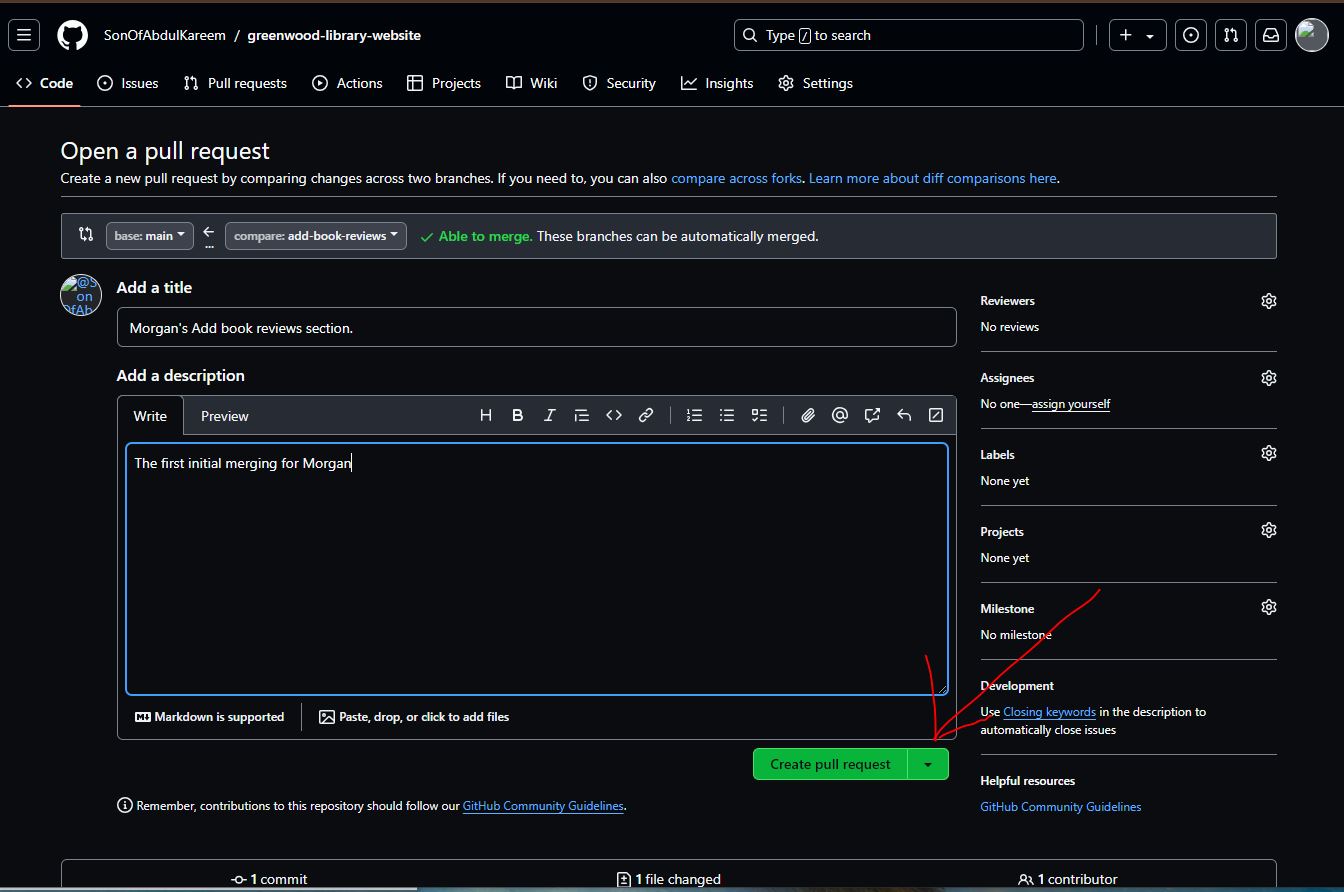 SonOfAbdulKareem / greenwood-library-website
Type / to search
Code Issues Pull requests Actions Projects Wiki Security Insights Settings
Open a pull request
Create a new pull request by comparing changes across two branches. If you need to, you can also compare across forks. Learn more about diff comparisons here.
base: main ... compare: add-book-reviews Able to merge. These branches can be automatically merged.
@S
on
OfAb
Add a title
Morgan's Add book reviews section.
Add a description
Write Preview
The first initial merging for Morgan
Markdown is supported
Paste, drop, or click to add files
Create pull request
Remember, contributions to this repository should follow our GitHub Community Guidelines.
Reviewers
No reviews
Assignees
No one—assign yourself
Labels
None yet
Projects
None yet
Milestone
No milestone
Development
Use Closing keywords in the description to
automatically close issues
Helpful resources
GitHub Community Guidelines
1 commit
1 file changed
1 contributor